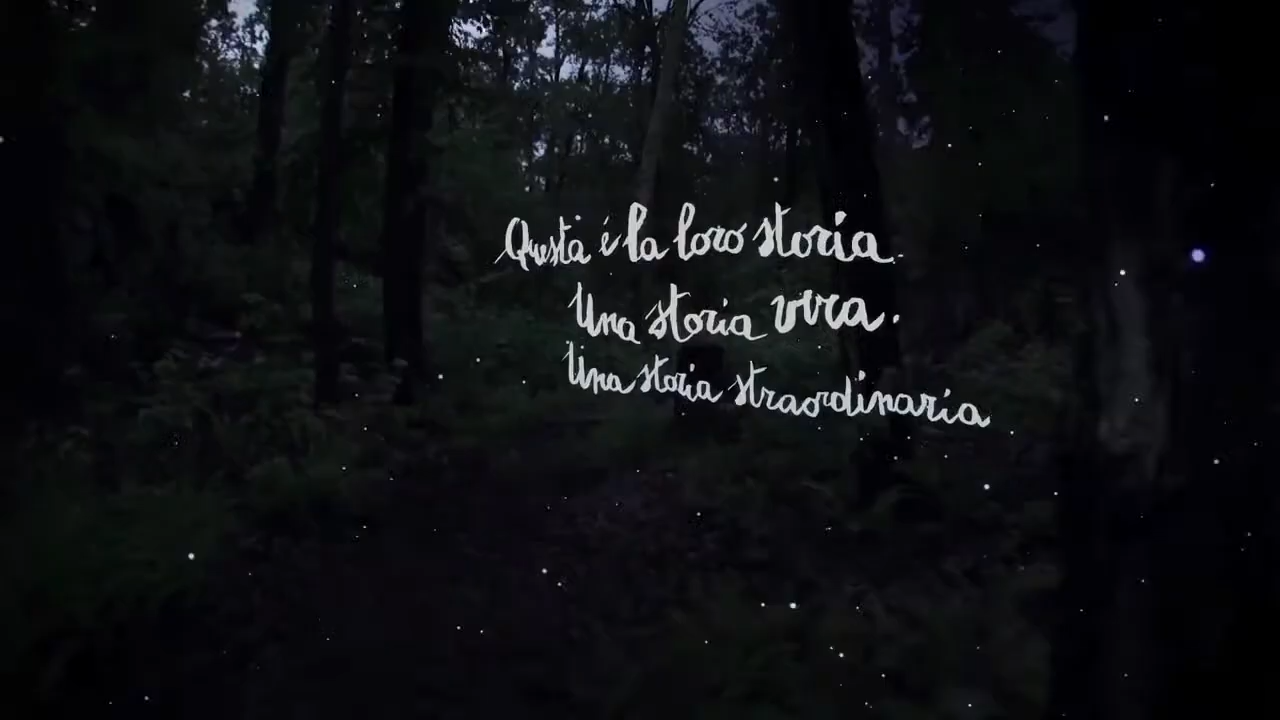 Questa é la loro storia.
Una storia vera.
Una storia straordinaria